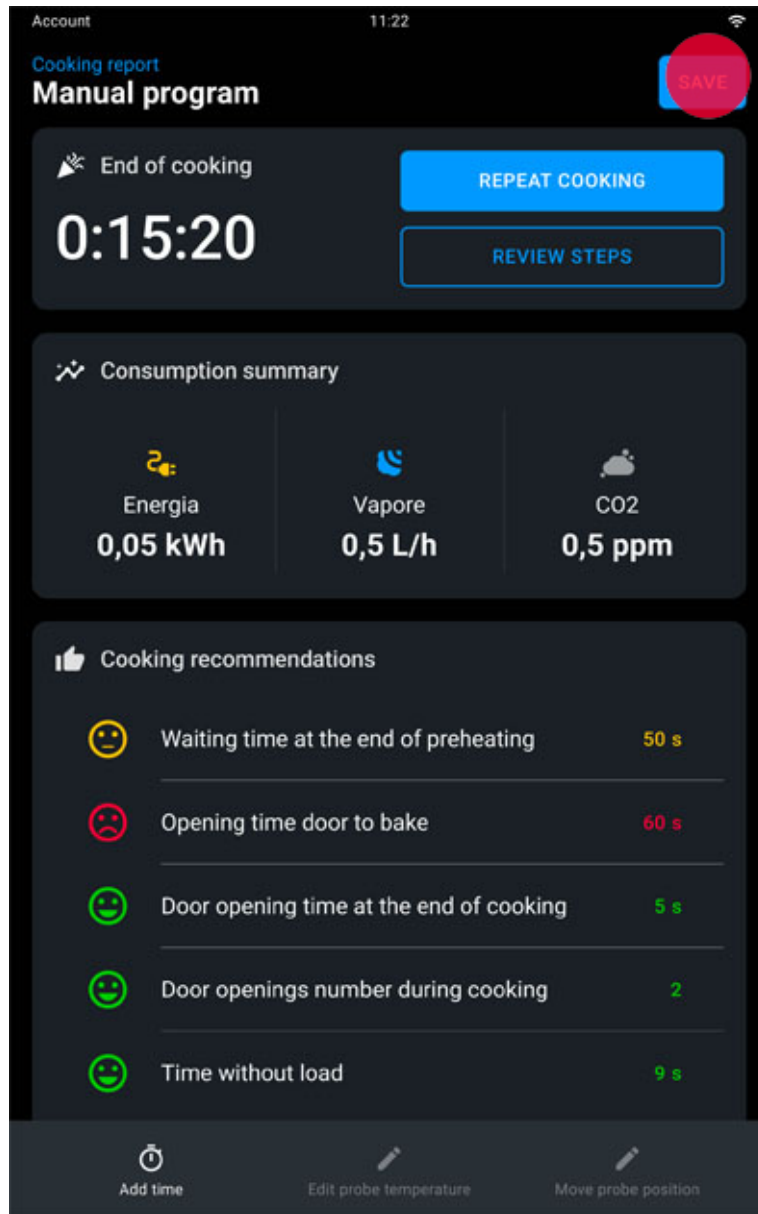 Account 11:22
Cooking report
Manual program
SAVE
End of cooking
0:15:20
REPEAT COOKING
REVIEW STEPS
Consumption summary
Energia Vapore CO2
0,05 kWh 0,5 L/h 0,5 ppm
Cooking recommendations
Waiting time at the end of preheating 50 s
Opening time door to bake 60 s
Door opening time at the end of cooking 5 s
Door openings number during cooking 2
Time without load 9 s
Add time Edit probe temperature Move probe position